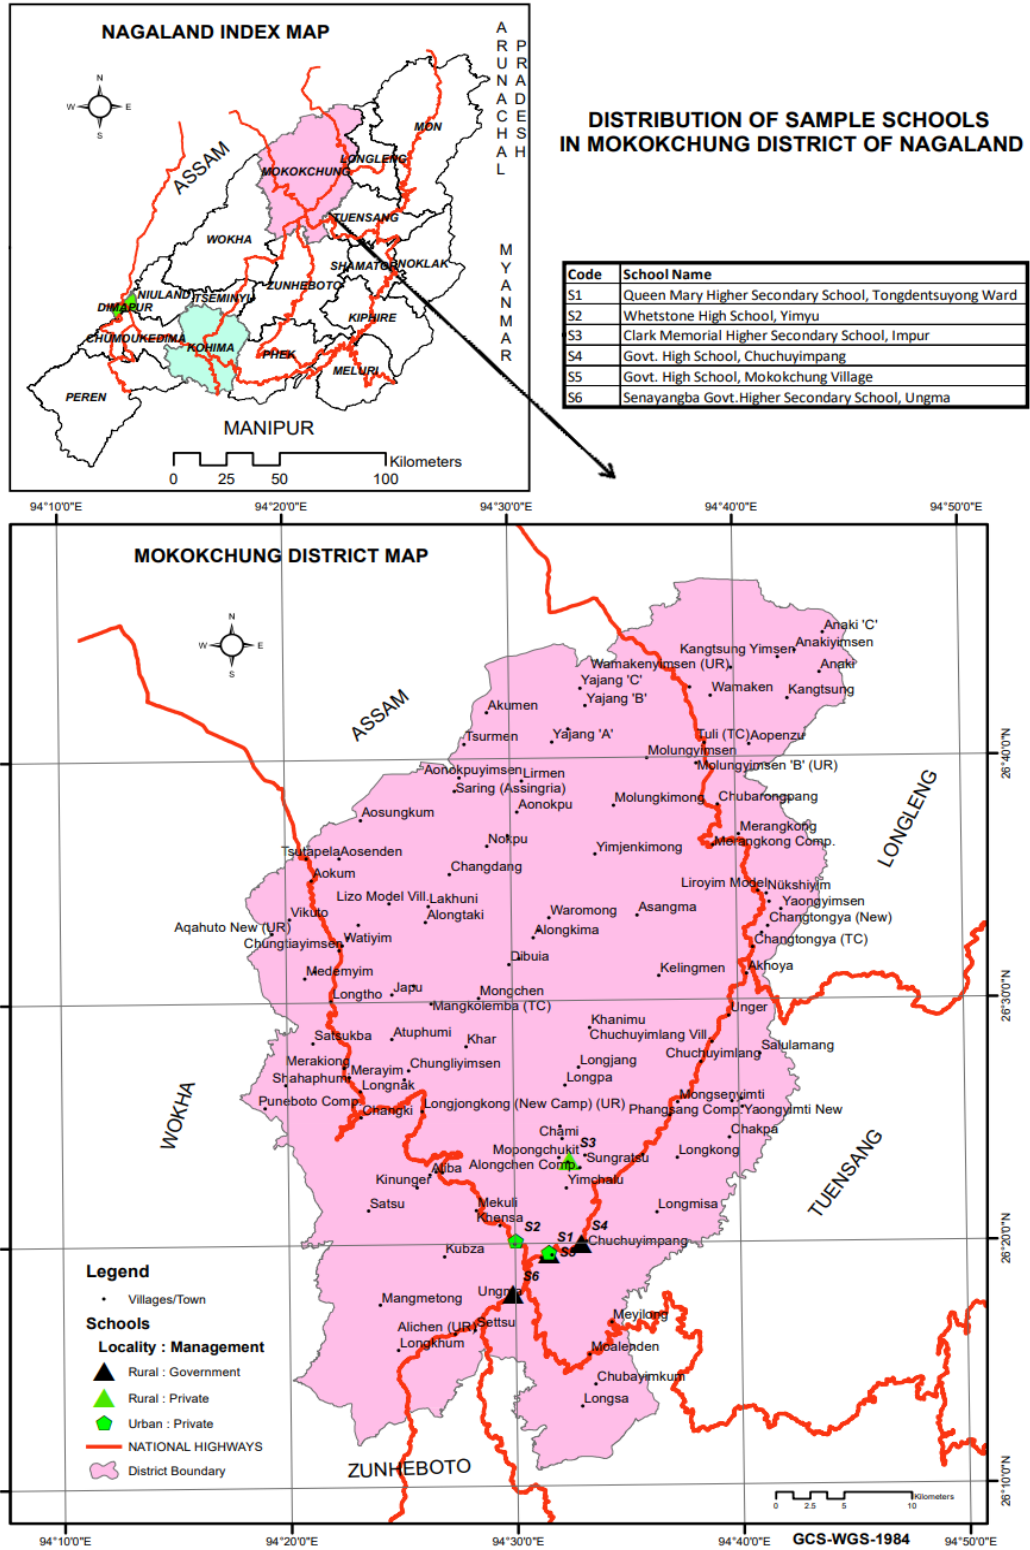 NAGALAND INDEX MAP
ARUNACHAL
PRADESH
N
W E
S
MON
ASSAM
LONGLENG
MOKOKCHUNG
TUENSANG
WOKHA
SHAMATOR
NOKLAK
MYANMAR
ZUNHEBOTO
NIULAND
TSEMINYU
DIMAPUR
KIPHIRE
CHUMOUKEDIMA
KOHIMA
PHEK
MELURI
PEREN
MANIPUR
Kilometers
0 25 50 100
DISTRIBUTION OF SAMPLE SCHOOLS
IN MOKOKCHUNG DISTRICT OF NAGALAND
Code School Name
S1 Queen Mary Higher Secondary School, Tongdentsuyong Ward
S2 Whetstone High School, Yimyu
S3 Clark Memorial Higher Secondary School, Impur
S4 Govt. High School, Chuchuyimpang
S5 Govt. High School, Mokokchung Village
S6 Senayangba Govt.Higher Secondary School, Ungma
94°10'0"E 94°20'0"E 94°30'0"E 94°40'0"E 94°50'0"E
MOKOKCHUNG DISTRICT MAP
N
W E
S
Anaki 'C'
Anakiyimsen
Kangtsung Yimsen
Wamakenyimsen (UR)
Anaki
Yajang 'C'
Wamaken
Kangtsung
Yajang 'B'
Akumen
ASSAM
Tsurmen
Yajang 'A'
Tuli (TC)
Aopenzu
Molungyimsen
26°40'0"N
Molungyimsen 'B' (UR)
Aonokpuyimsen
Lirmen
Saring (Assingria)
Molungkimong
Chubarongpang
Aonokpu
Aosungkum
LONGLENG
Merangkong
Merangkong Comp.
Nokpu
Yimjenkimong
Tsutapela
Aosenden
Changdang
Aokum
Liroyim Model
Nükshiyim
Lizo Model Vill.
Lakhuni
Yaongyimsen
Vikuto
Alongtaki
Waromong
Asangma
Changtongya (New)
Aqahuto New (UR)
Alongkima
Chungtiayimsen
Watiyim
Changtongya (TC)
Dibuia
Medemyim
Kelingmen
Akhoya
Japu
Longtho
Mongchen
Mangkolemba (TC)
Unger
26°30'0"N
Khanimu
Satsukba
Atuphumi
Khar
Chuchuyimlang Vill.
Salulamang
Chuchuyimlang
Merakiong
Merayim
Chungliyimsen
Longjang
Shahaphumi
Longnak
Longpa
Puneboto Comp.
Changki
Longjongkong (New Camp) (UR)
Mongsenyimti
Phangsang Comp.
Yaongyimti New
WOKHA
Chami
Chakpa
Mopongchukit
S3
Sungratsu
Longkong
Alongchen Comp.
Aliba
Kinunger
Yimchalu
TUENSANG
Satsu
Mekuli
Longmisa
Khensa
S2
S1
S4
Chuchuyimpang
26°20'0"N
Kubza
S5
S6
Ungma
Mangmetong
Alichen (UR)
Settsu
Meyilong
Longkhum
Moalenden
Chubayimkum
Longsa
Legend
Villages/Town
Schools
Locality : Management
Rural : Government
Rural : Private
Urban : Private
NATIONAL HIGHWAYS
District Boundary
ZUNHEBOTO
26°10'0"N
Kilometers
0 2.5 5 10
94°10'0"E 94°20'0"E 94°30'0"E 94°40'0"E GCS-WGS-1984 94°50'0"E